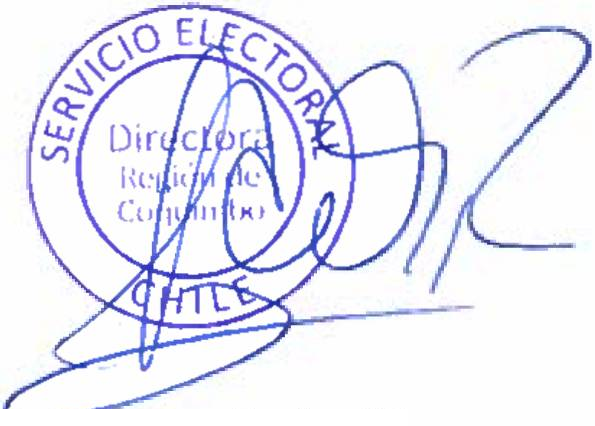 SERVICIO ELECTORAL
Directora
Región de
Coquimbo
CHILE